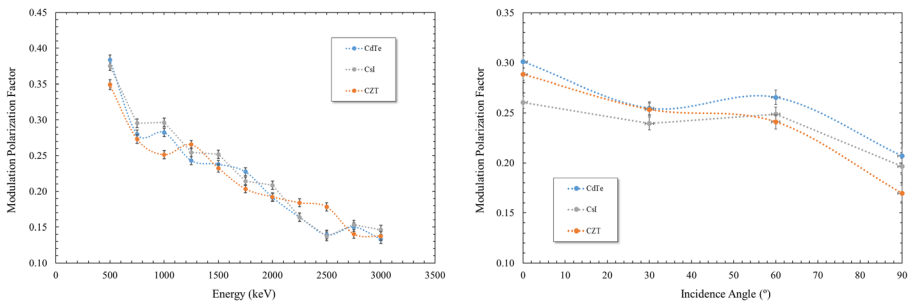 0.45
0.40
0.35
0.30
0.25
0.20
0.15
0.10
Modulation Polarization Factor
0 500 1000 1500 2000 2500 3000 3500
Energy (keV)
CdTe
CsI
CZT
0.35
0.30
0.25
0.20
0.15
0.10
Modulation Polarization Factor
0 10 20 30 40 50 60 70 80 90
Incidence Angle (º)
CdTe
CsI
CZT